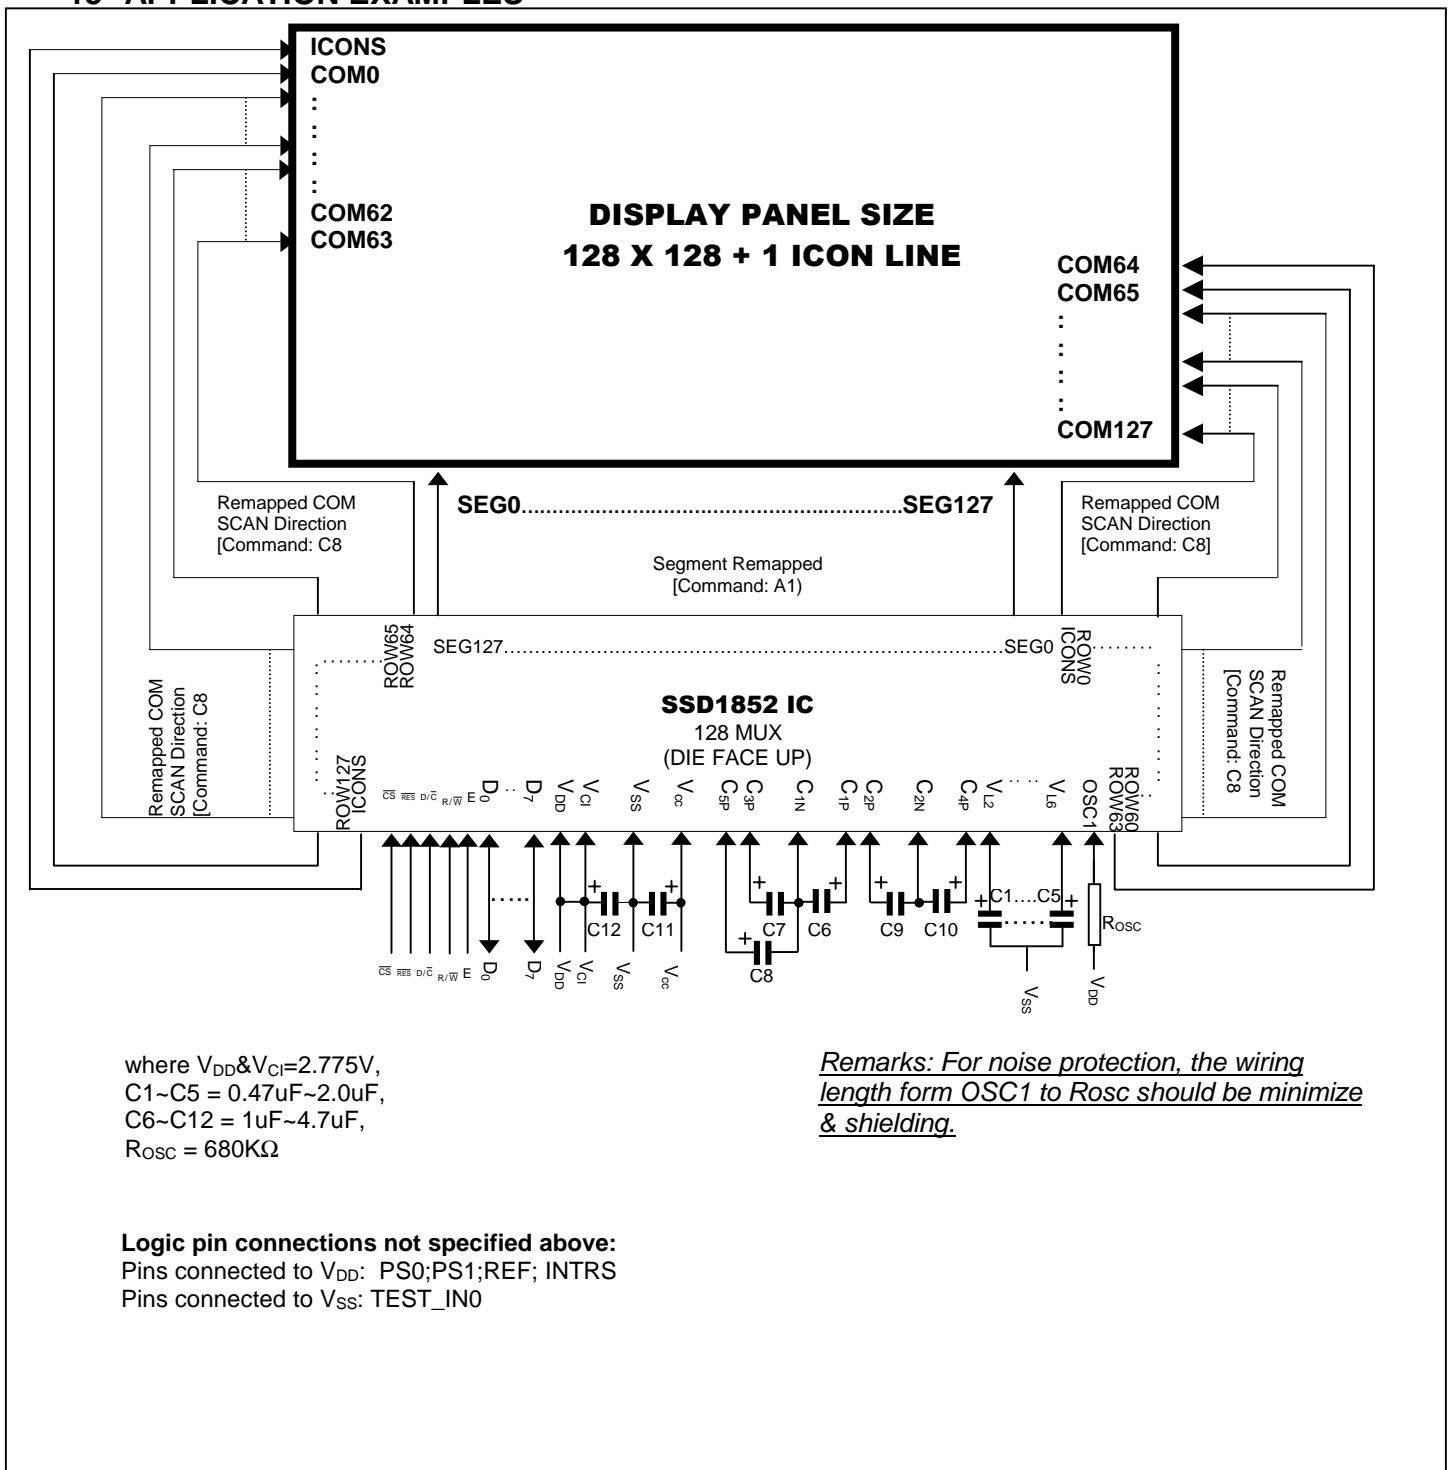 ICONS
COM0
:
:
:
:
COM62
COM63
DISPLAY PANEL SIZE
128 X 128 + 1 ICON LINE
COM64
COM65
:
:
:
:
COM127
Remapped COM
SCAN Direction
[Command: C8
SEG0.....................................................SEG127
Remapped COM
SCAN Direction
[Command: C8]
Segment Remapped
[Command: A1)
ROW65
ROW64
SEG127.....................................................SEG0
ROW0
ICONS
Remapped COM
SCAN Direction
[Command: C8
SSD1852 IC
128 MUX
(DIE FACE UP)
Remapped COM
SCAN Direction
[Command: C8
ROW127
ICONS
CS RES D/C R/W E D0 .. D7 VDD VCI VSS Vcc C5P C3P C1N C1P C2P C2N C4P VL2 .. .. VL6 OSC1
ROW60
ROW63
+ + + + + + + +
C12 C11 C7 C6 C9 C10 C1....C5 ROSC
+
C8
CS RES D/C R/W E D0 D7 VDD VCI VSS Vcc VSS VDD
where VDD&VCI=2.775V,
C1~C5 = 0.47uF~2.0uF,
C6~C12 = 1uF~4.7uF,
ROSC = 680KΩ
Remarks: For noise protection, the wiring
length form OSC1 to Rosc should be minimize
& shielding.
Logic pin connections not specified above:
Pins connected to VDD: PS0;PS1;REF; INTRS
Pins connected to VSS: TEST_IN0